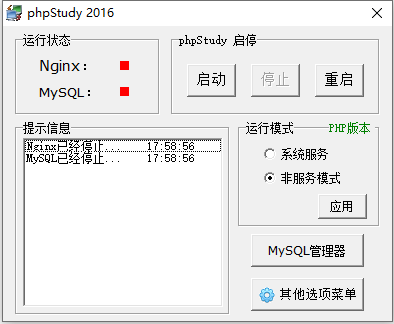 phpStudy 2016
运行状态
Nginx：
MySQL：
phpStudy 启停
启动 停止 重启
提示信息
Nginx已经停止... 17:58:56
MySQL已经停止... 17:58:56
运行模式 PHP版本
系统服务
非服务模式
应用
MySQL管理器
其他选项菜单